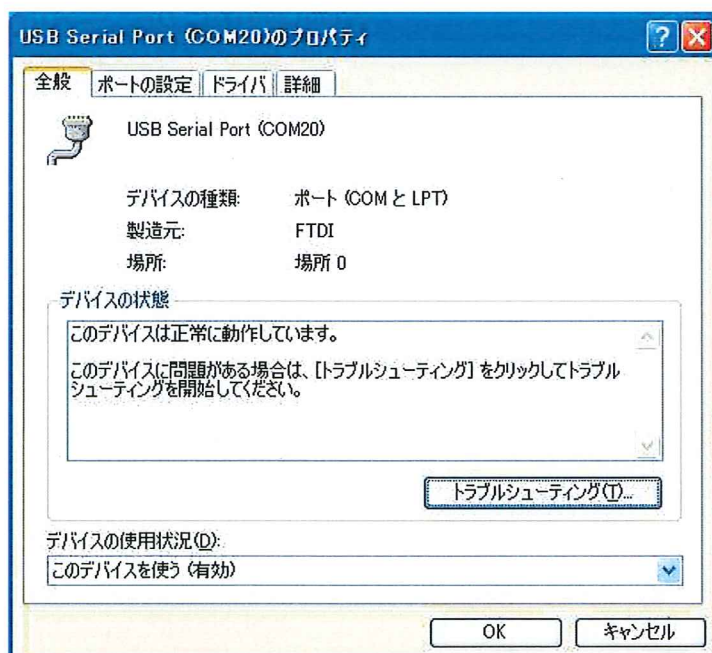 USB Serial Port (COM20)のプロパティ
全般 ポートの設定 ドライバ 詳細
USB Serial Port (COM20)
デバイスの種類: ポート (COM と LPT)
製造元: FTDI
場所: 場所 0
デバイスの状態
このデバイスは正常に動作しています。
このデバイスに問題がある場合は、[トラブルシューティング] をクリックしてトラブル
シューティングを開始してください。
トラブルシューティング(T)...
デバイスの使用状況(D):
このデバイスを使う (有効)
OK キャンセル